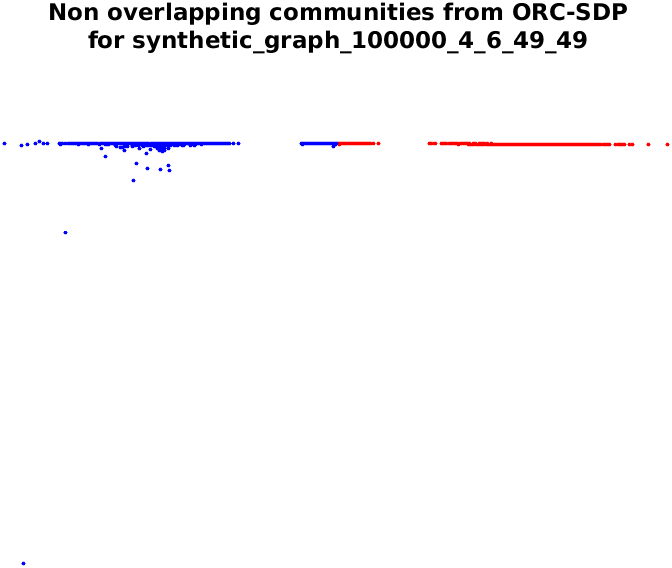 Non overlapping communities from ORC-SDP
for synthetic_graph_100000_4_6_49_49